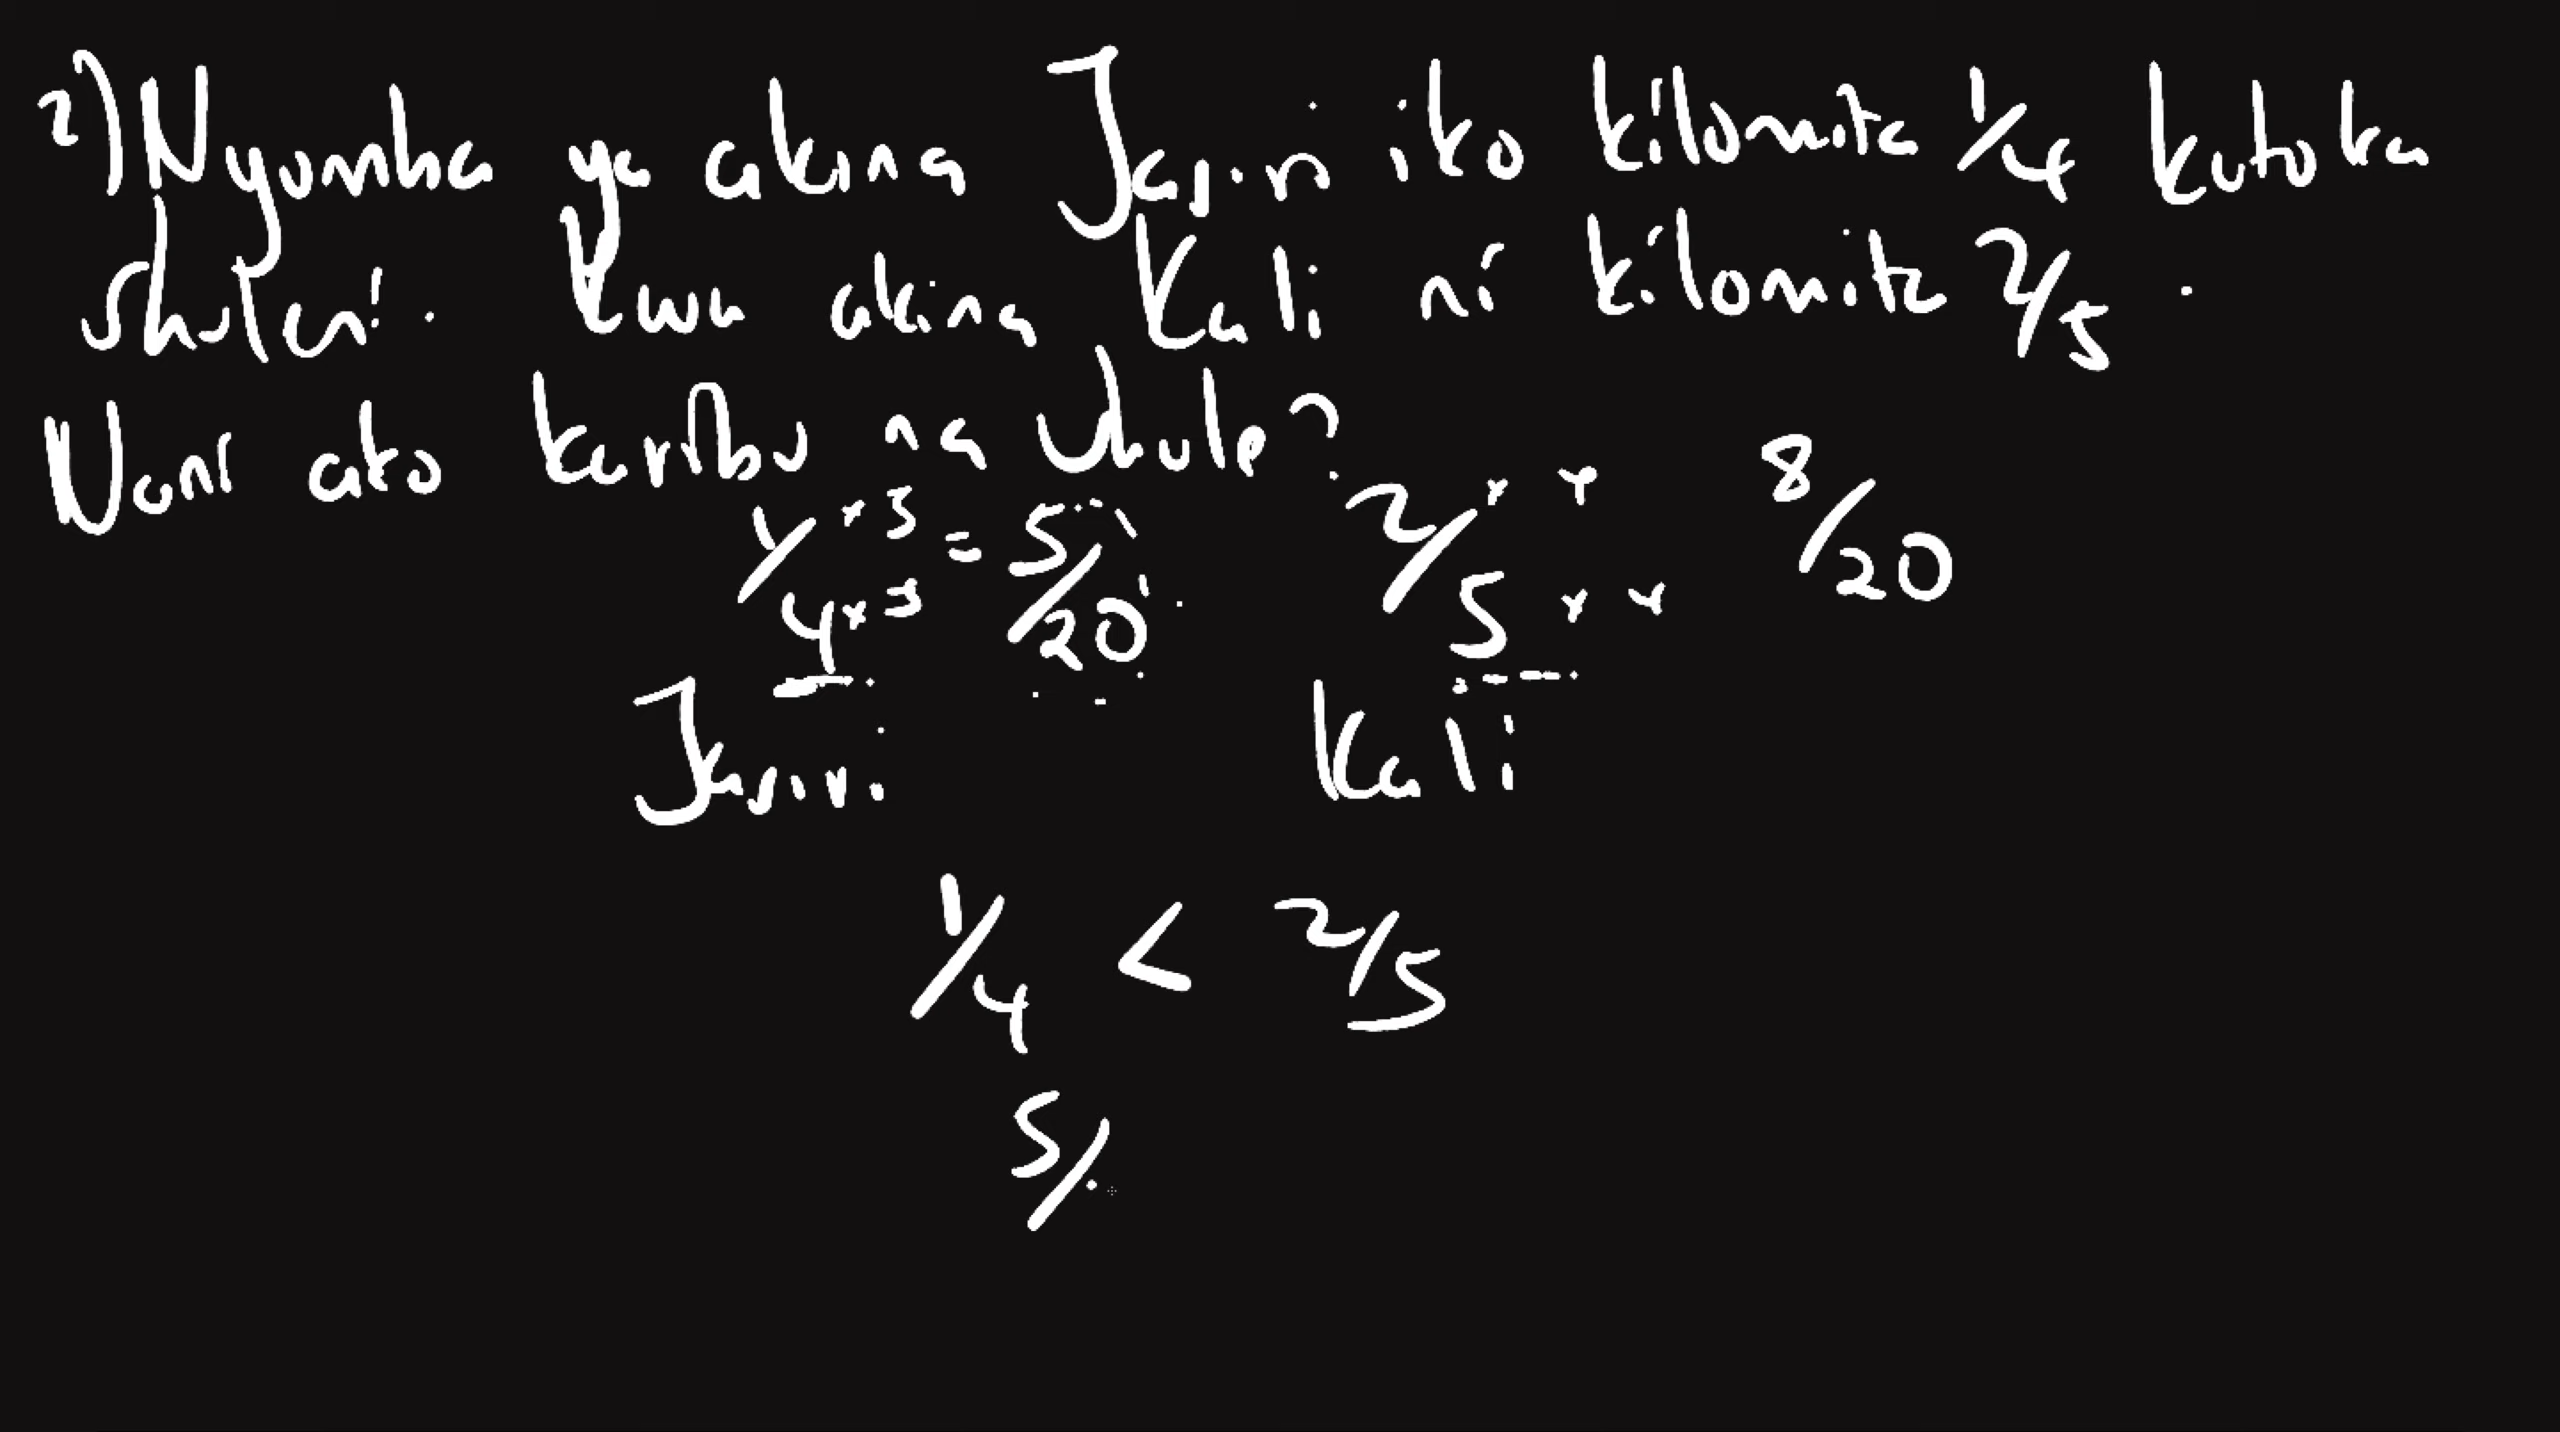 2) Nyumba ya akina Jasiri iko kilomita 1/4 kutoka
shuleni. Kwa akina Kali ni kilomita 2/5.
Nani ako karibu na shule?
1/4 × 5 = 5/20 2/5 × 4 8/20
× 5 × 4
Jasiri Kali
1/4 < 2/5
5/